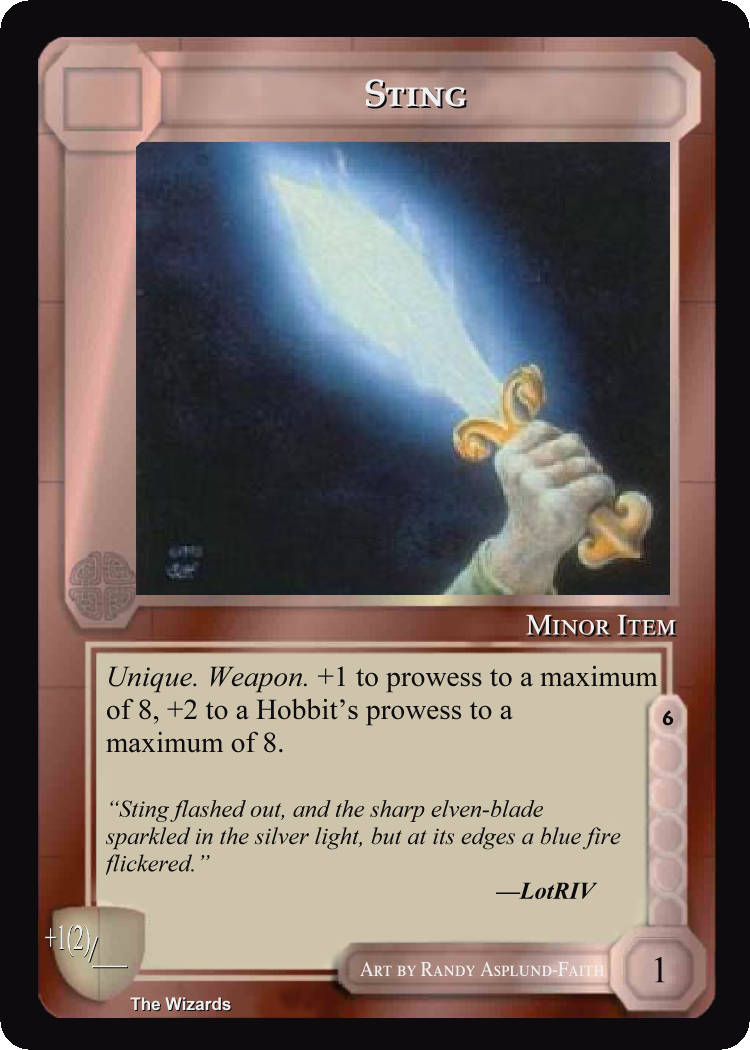 Sting
Minor Item
Unique. Weapon. +1 to prowess to a maximum
of 8, +2 to a Hobbit’s prowess to a
maximum of 8.
6
“Sting flashed out, and the sharp elven-blade
sparkled in the silver light, but at its edges a blue fire
flickered.”
—LotRIV
+1(2)/__
Art by Randy Asplund-Faith
1
The Wizards